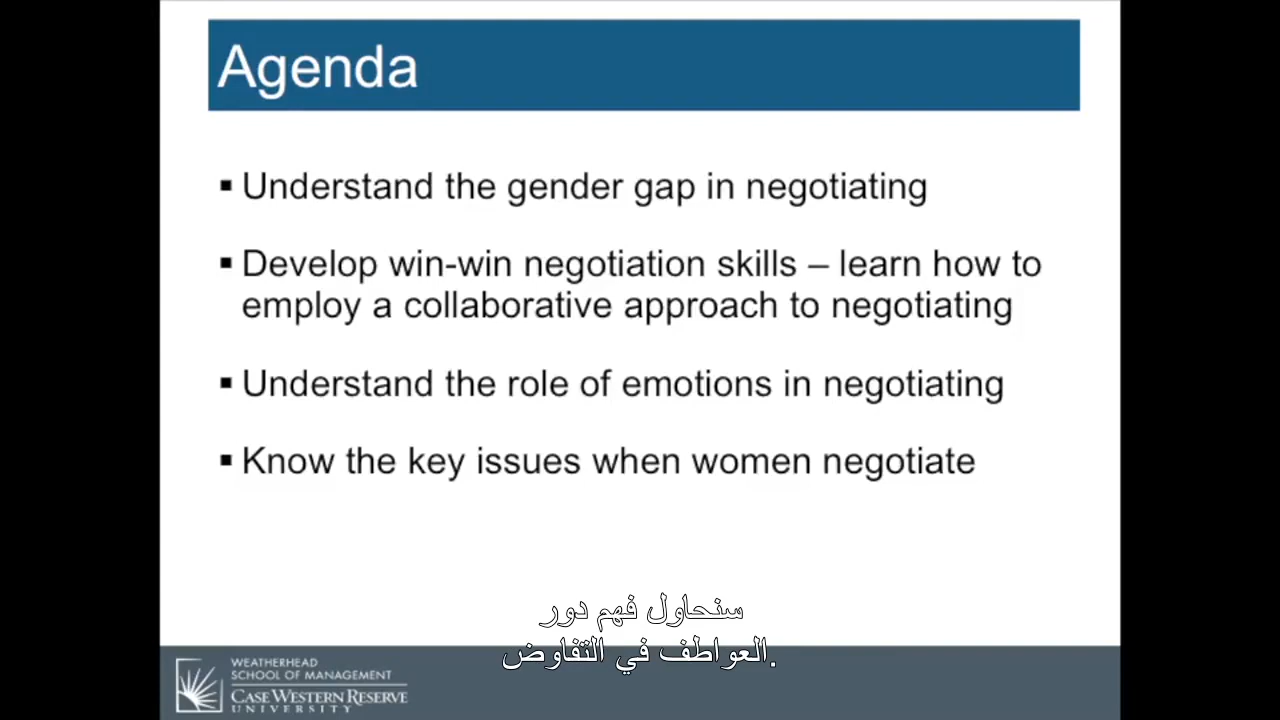 Agenda
▪ Understand the gender gap in negotiating
▪ Develop win-win negotiation skills – learn how to
employ a collaborative approach to negotiating
▪ Understand the role of emotions in negotiating
▪ Know the key issues when women negotiate
سنحاول فهم دور
العواطف في التفاوض.
WEATHERHEAD
SCHOOL OF MANAGEMENT
CASE WESTERN RESERVE
UNIVERSITY